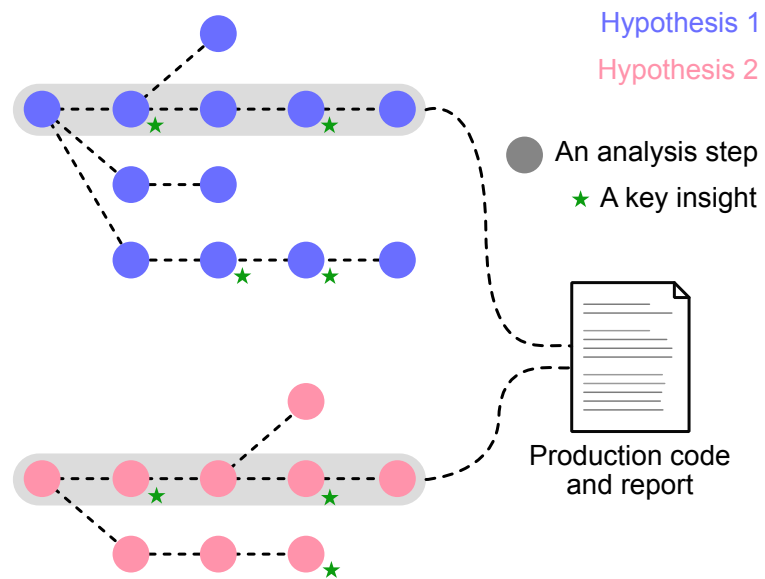 Hypothesis 1
Hypothesis 2
An analysis step
A key insight
Production code
and report